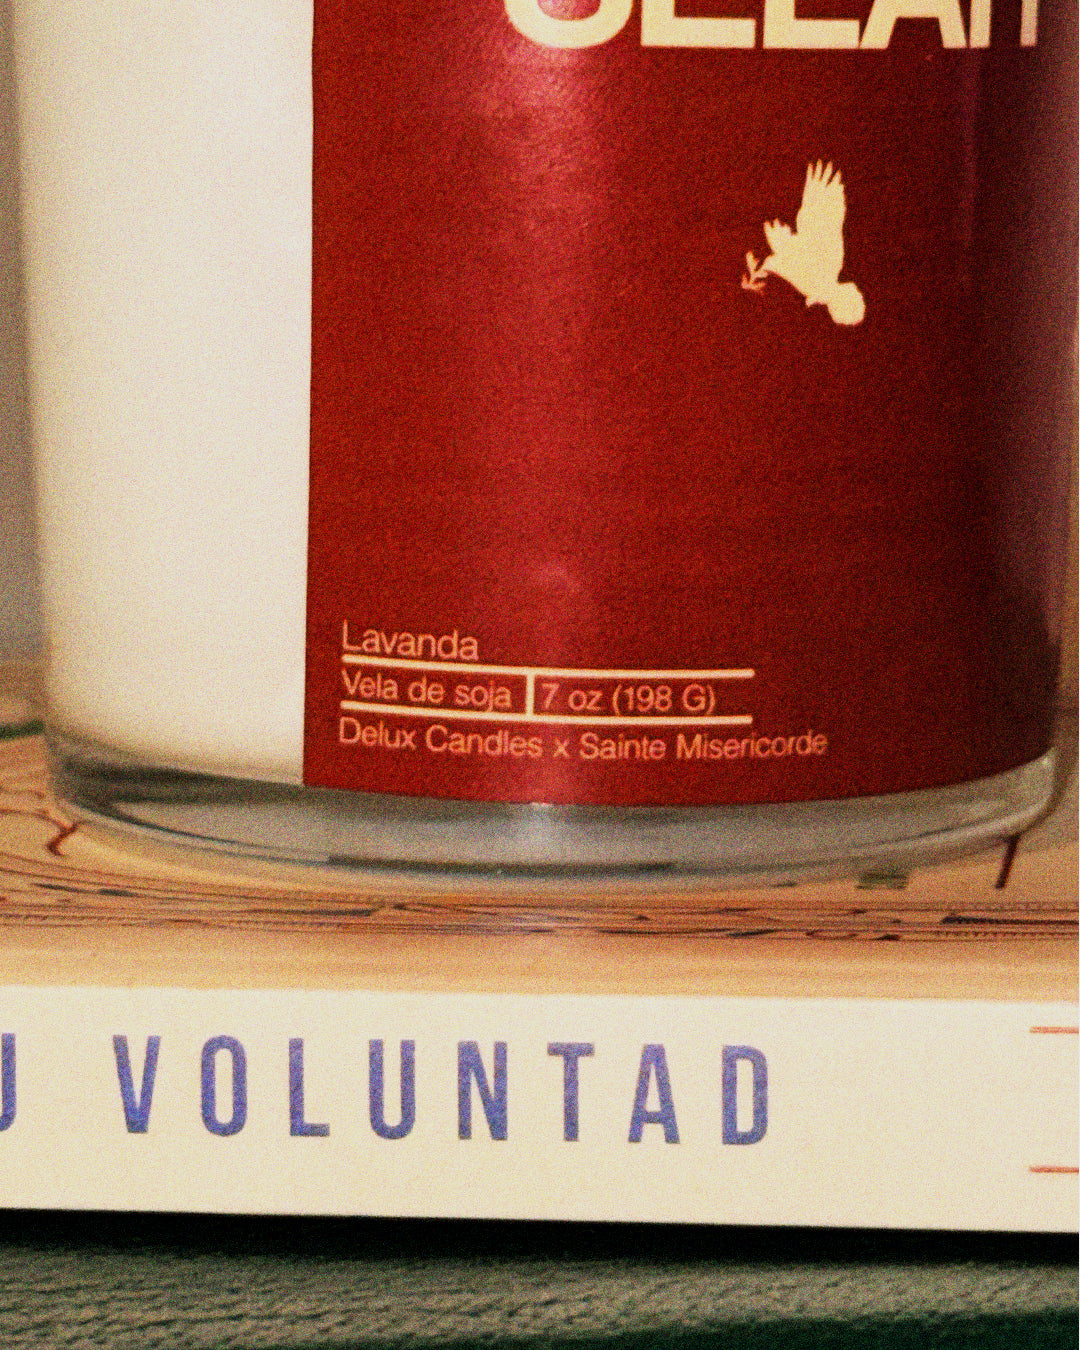 Lavanda
Vela de soja 7 oz (198 G)
Delux Candles x Sainte Misericorde
VOLUNTAD